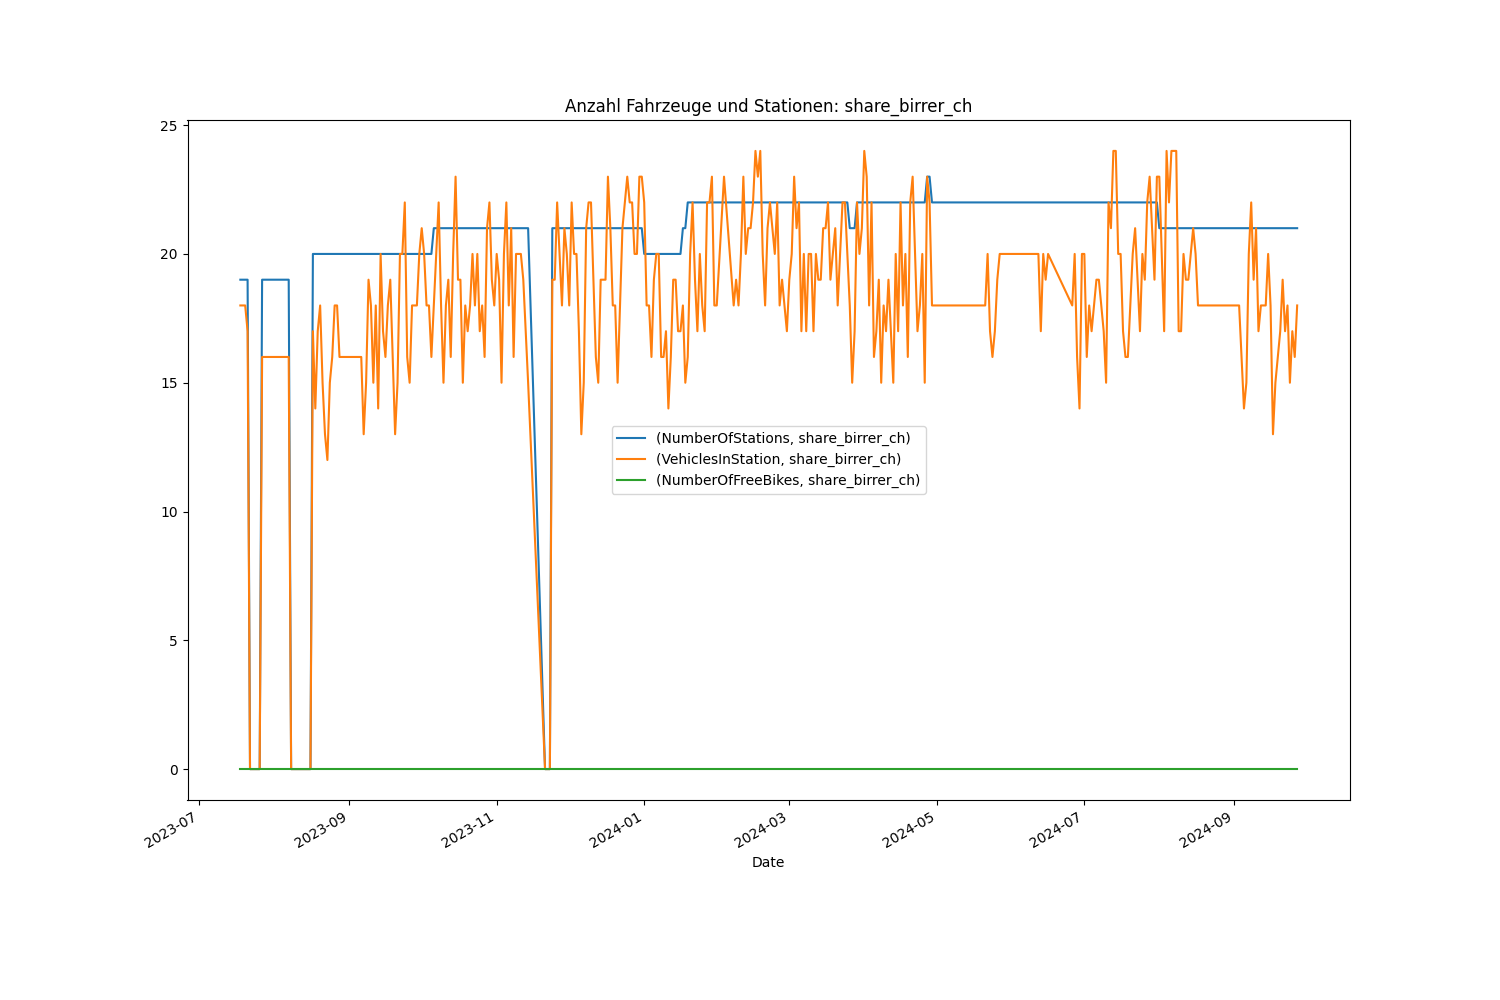 Anzahl Fahrzeuge und Stationen: share_birrer_ch
25
20
15
10
5
0
(NumberOfStations, share_birrer_ch)
(VehiclesInStation, share_birrer_ch)
(NumberOfFreeBikes, share_birrer_ch)
2023-07
2023-09
2023-11
2024-01
2024-03
2024-05
2024-07
2024-09
Date